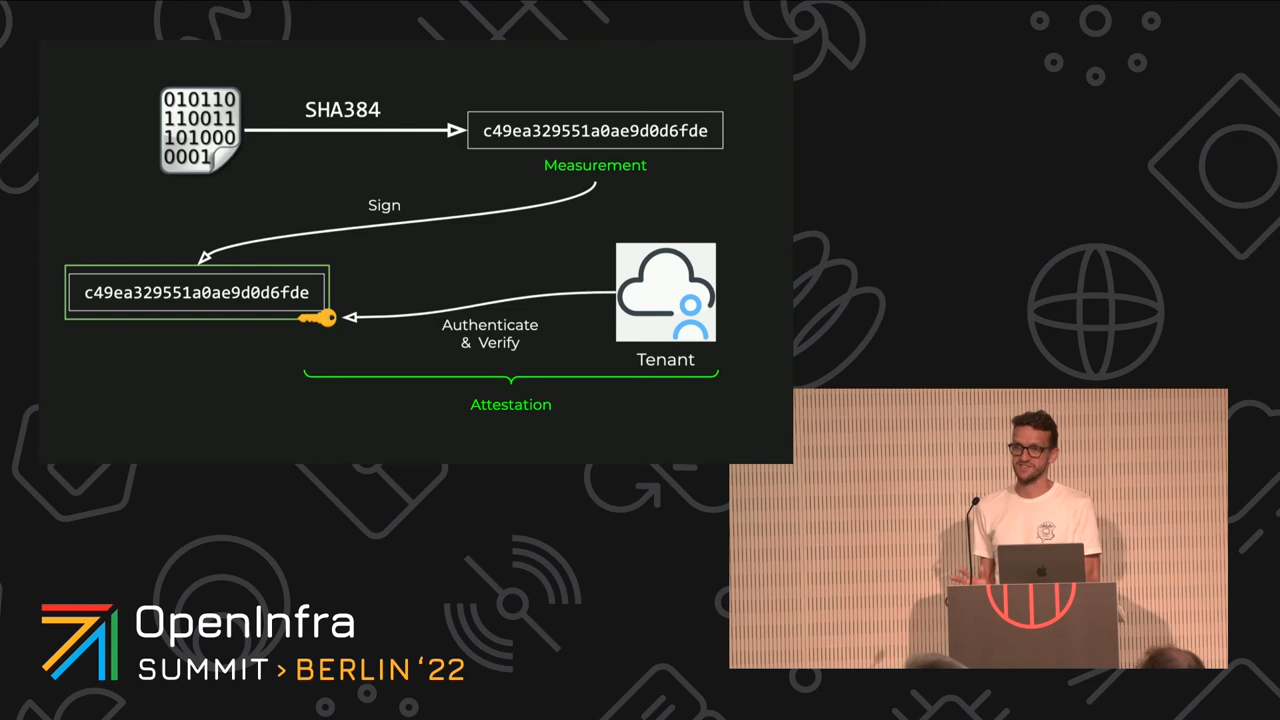 010110
110011
101000
0001
SHA384
c49ea329551a0ae9d0d6fde
Measurement
Sign
c49ea329551a0ae9d0d6fde
Authenticate
& Verify
Tenant
Attestation
OpenInfra
SUMMIT > BERLIN '22